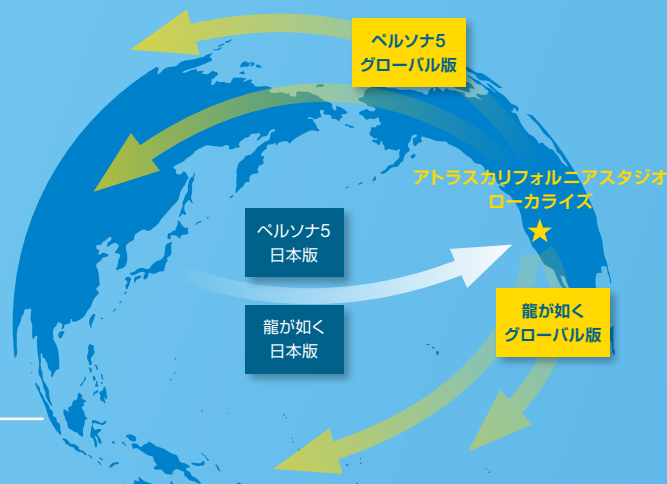 ペルソナ5
グローバル版
アトラスカリフォルニアスタジオ
ローカライズ
ペルソナ5
日本版
龍が如く
日本版
龍が如く
グローバル版